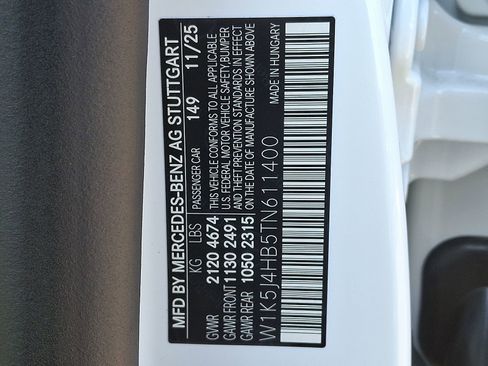 MFD BY MERCEDES-BENZ AG STUTTGART
KG LBS PASSENGER CAR 149 11/25
GVWR 2120 4674 THIS VEHICLE CONFORMS TO ALL APPLICABLE
GAWR FRONT 1130 2491 U.S. FEDERAL MOTOR VEHICLE SAFETY, BUMPER
GAWR REAR 1050 2315 AND THEFT PREVENTION STANDARDS IN EFFECT
ON THE DATE OF MANUFACTURE SHOWN ABOVE
W1K5J4HB5TN611400 MADE IN HUNGARY